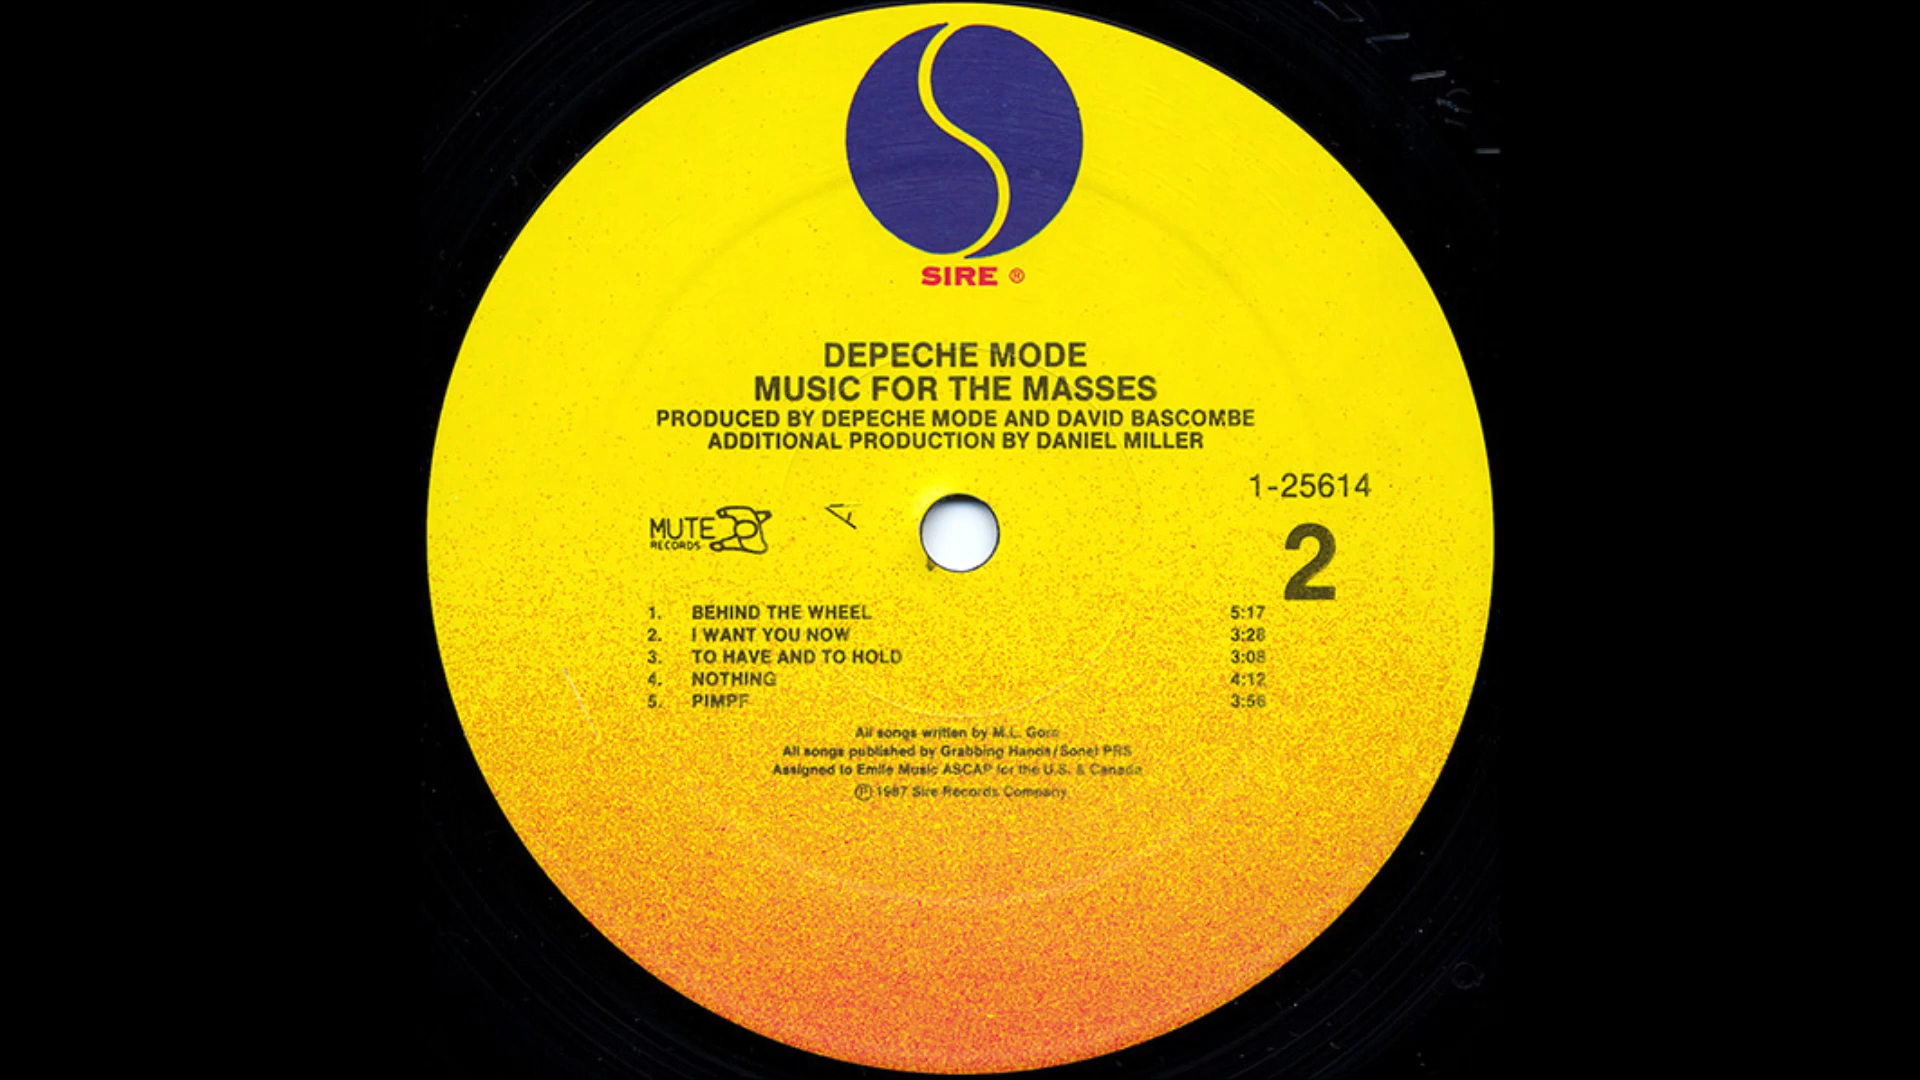 SIRE ®
DEPECHE MODE
MUSIC FOR THE MASSES
PRODUCED BY DEPECHE MODE AND DAVID BASCOMBE
ADDITIONAL PRODUCTION BY DANIEL MILLER
1-25614
MUTE
RECORDS
2
1. BEHIND THE WHEEL 5:17
2. I WANT YOU NOW 3:28
3. TO HAVE AND TO HOLD 3:08
4. NOTHING 4:12
5. PIMPF 3:56
All songs written by M.L. Gore
All songs published by Grabbing Hands/Sonet PRS
Assigned to Emile Music ASCAP for the U.S. & Canada
Ⓟ 1987 Sire Records Company